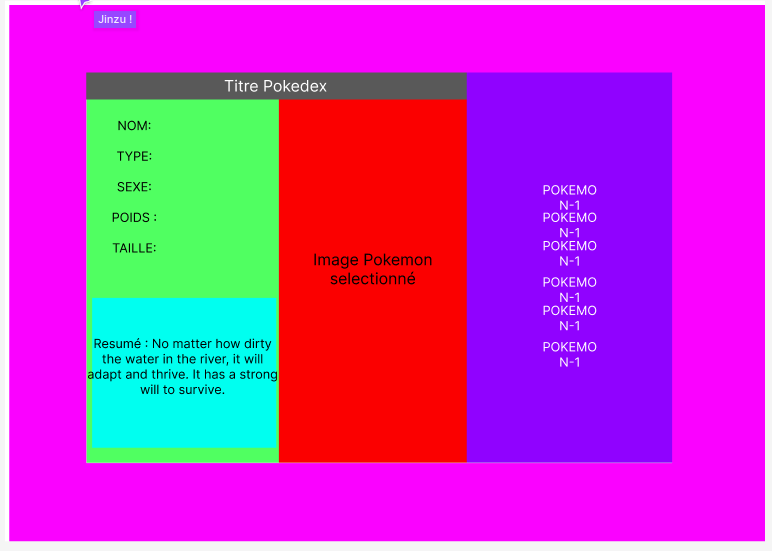 Jinzu !
Titre Pokedex
NOM:
TYPE:
SEXE:
POIDS :
TAILLE:
Resumé : No matter how dirty
the water in the river, it will
adapt and thrive. It has a strong
will to survive.
Image Pokemon
selectionné
POKEMO
N-1
POKEMO
N-1
POKEMO
N-1
POKEMO
N-1
POKEMO
N-1
POKEMO
N-1